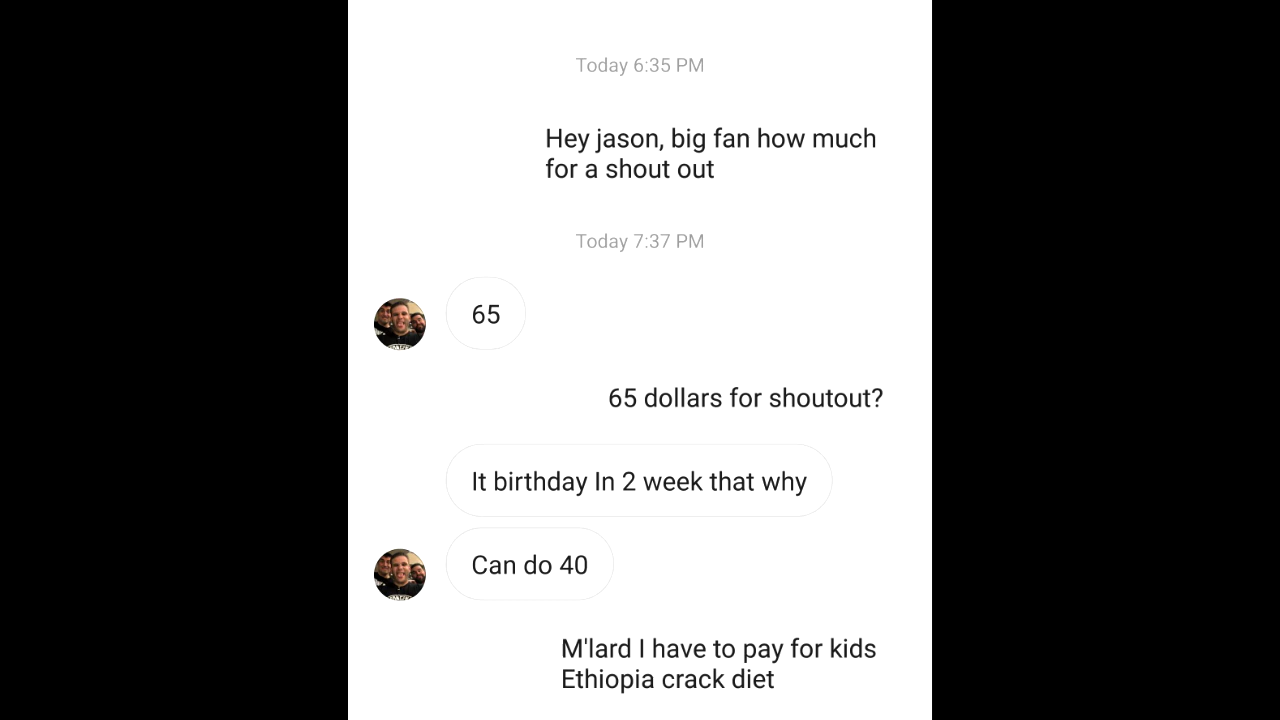 Today 6:35 PM
Hey jason, big fan how much
for a shout out
Today 7:37 PM
65
65 dollars for shoutout?
It birthday In 2 week that why
Can do 40
M'lard I have to pay for kids
Ethiopia crack diet